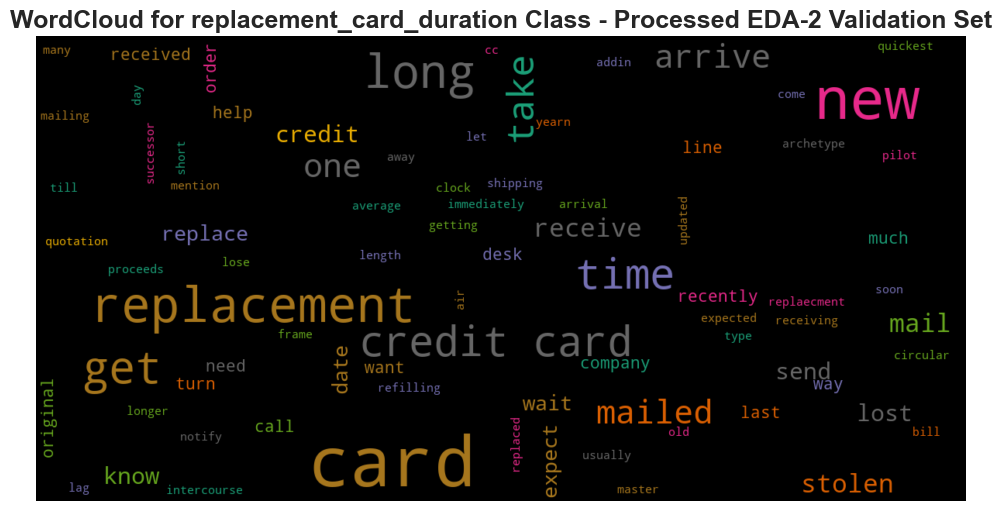 WordCloud for replacement_card_duration Class - Processed EDA-2 Validation Set
many
received
order
long
cc
take
addin
arrive
quickest
new
mailing
day
help
credit
let
yearn
come
successor
short
one
away
line
archetype
pilot
till
mention
clock
shipping
average
immediately
arrival
getting
receive
updated
quotation
replace
proceeds
lose
length
desk
much
time
replacement
air
recently
replaecment
soon
expected
receiving
type
mail
frame
credit card
circular
get
need
date
want
company
send
way
turn
refilling
original
longer
wait
mailed
last
lost
call
notify
old
bill
replaced
expect
usually
card
know
lag
intercourse
master
stolen